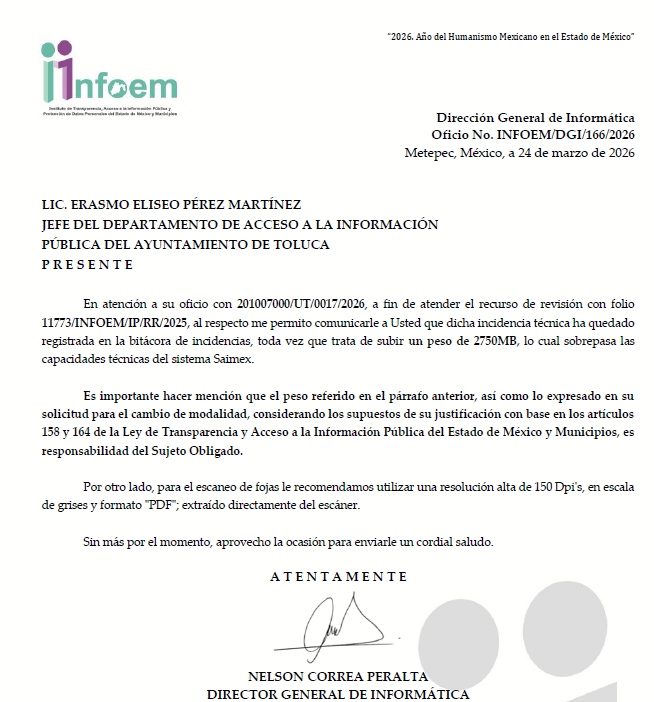 "2026. Año del Humanismo Mexicano en el Estado de México"
infoem
Instituto de Transparencia, Acceso a la Información Pública y
Protección de Datos Personales del Estado de México y Municipios
Dirección General de Informática
Oficio No. INFOEM/DGI/166/2026
Metepec, México, a 24 de marzo de 2026
LIC. ERASMO ELISEO PÉREZ MARTÍNEZ
JEFE DEL DEPARTAMENTO DE ACCESO A LA INFORMACIÓN
PÚBLICA DEL AYUNTAMIENTO DE TOLUCA
P R E S E N T E
En atención a su oficio con 201007000/UT/0017/2026, a fin de atender el recurso de revisión con folio
11773/INFOEM/IP/RR/2025, al respecto me permito comunicarle a Usted que dicha incidencia técnica ha quedado
registrada en la bitácora de incidencias, toda vez que trata de subir un peso de 2750MB, lo cual sobrepasa las
capacidades técnicas del sistema Saimex.
Es importante hacer mención que el peso referido en el párrafo anterior, así como lo expresado en su
solicitud para el cambio de modalidad, considerando los supuestos de su justificación con base en los artículos
158 y 164 de la Ley de Transparencia y Acceso a la Información Pública del Estado de México y Municipios, es
responsabilidad del Sujeto Obligado.
Por otro lado, para el escaneo de fojas le recomendamos utilizar una resolución alta de 150 Dpi's, en escala
de grises y formato "PDF"; extraído directamente del escáner.
Sin más por el momento, aprovecho la ocasión para enviarle un cordial saludo.
A T E N T A M E N T E
NELSON CORREA PERALTA
DIRECTOR GENERAL DE INFORMÁTICA